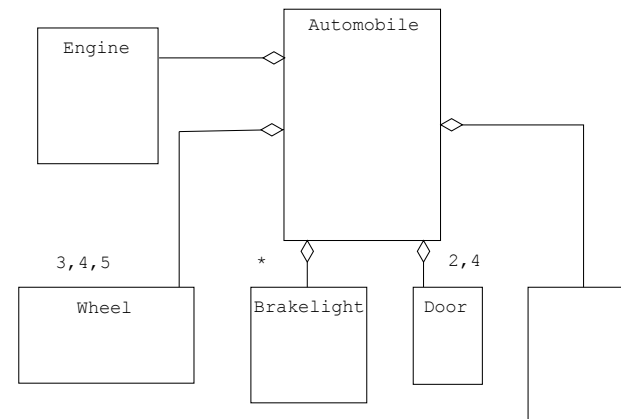 Automobile
Engine
3,4,5
*
2,4
Wheel
Brakelight
Door